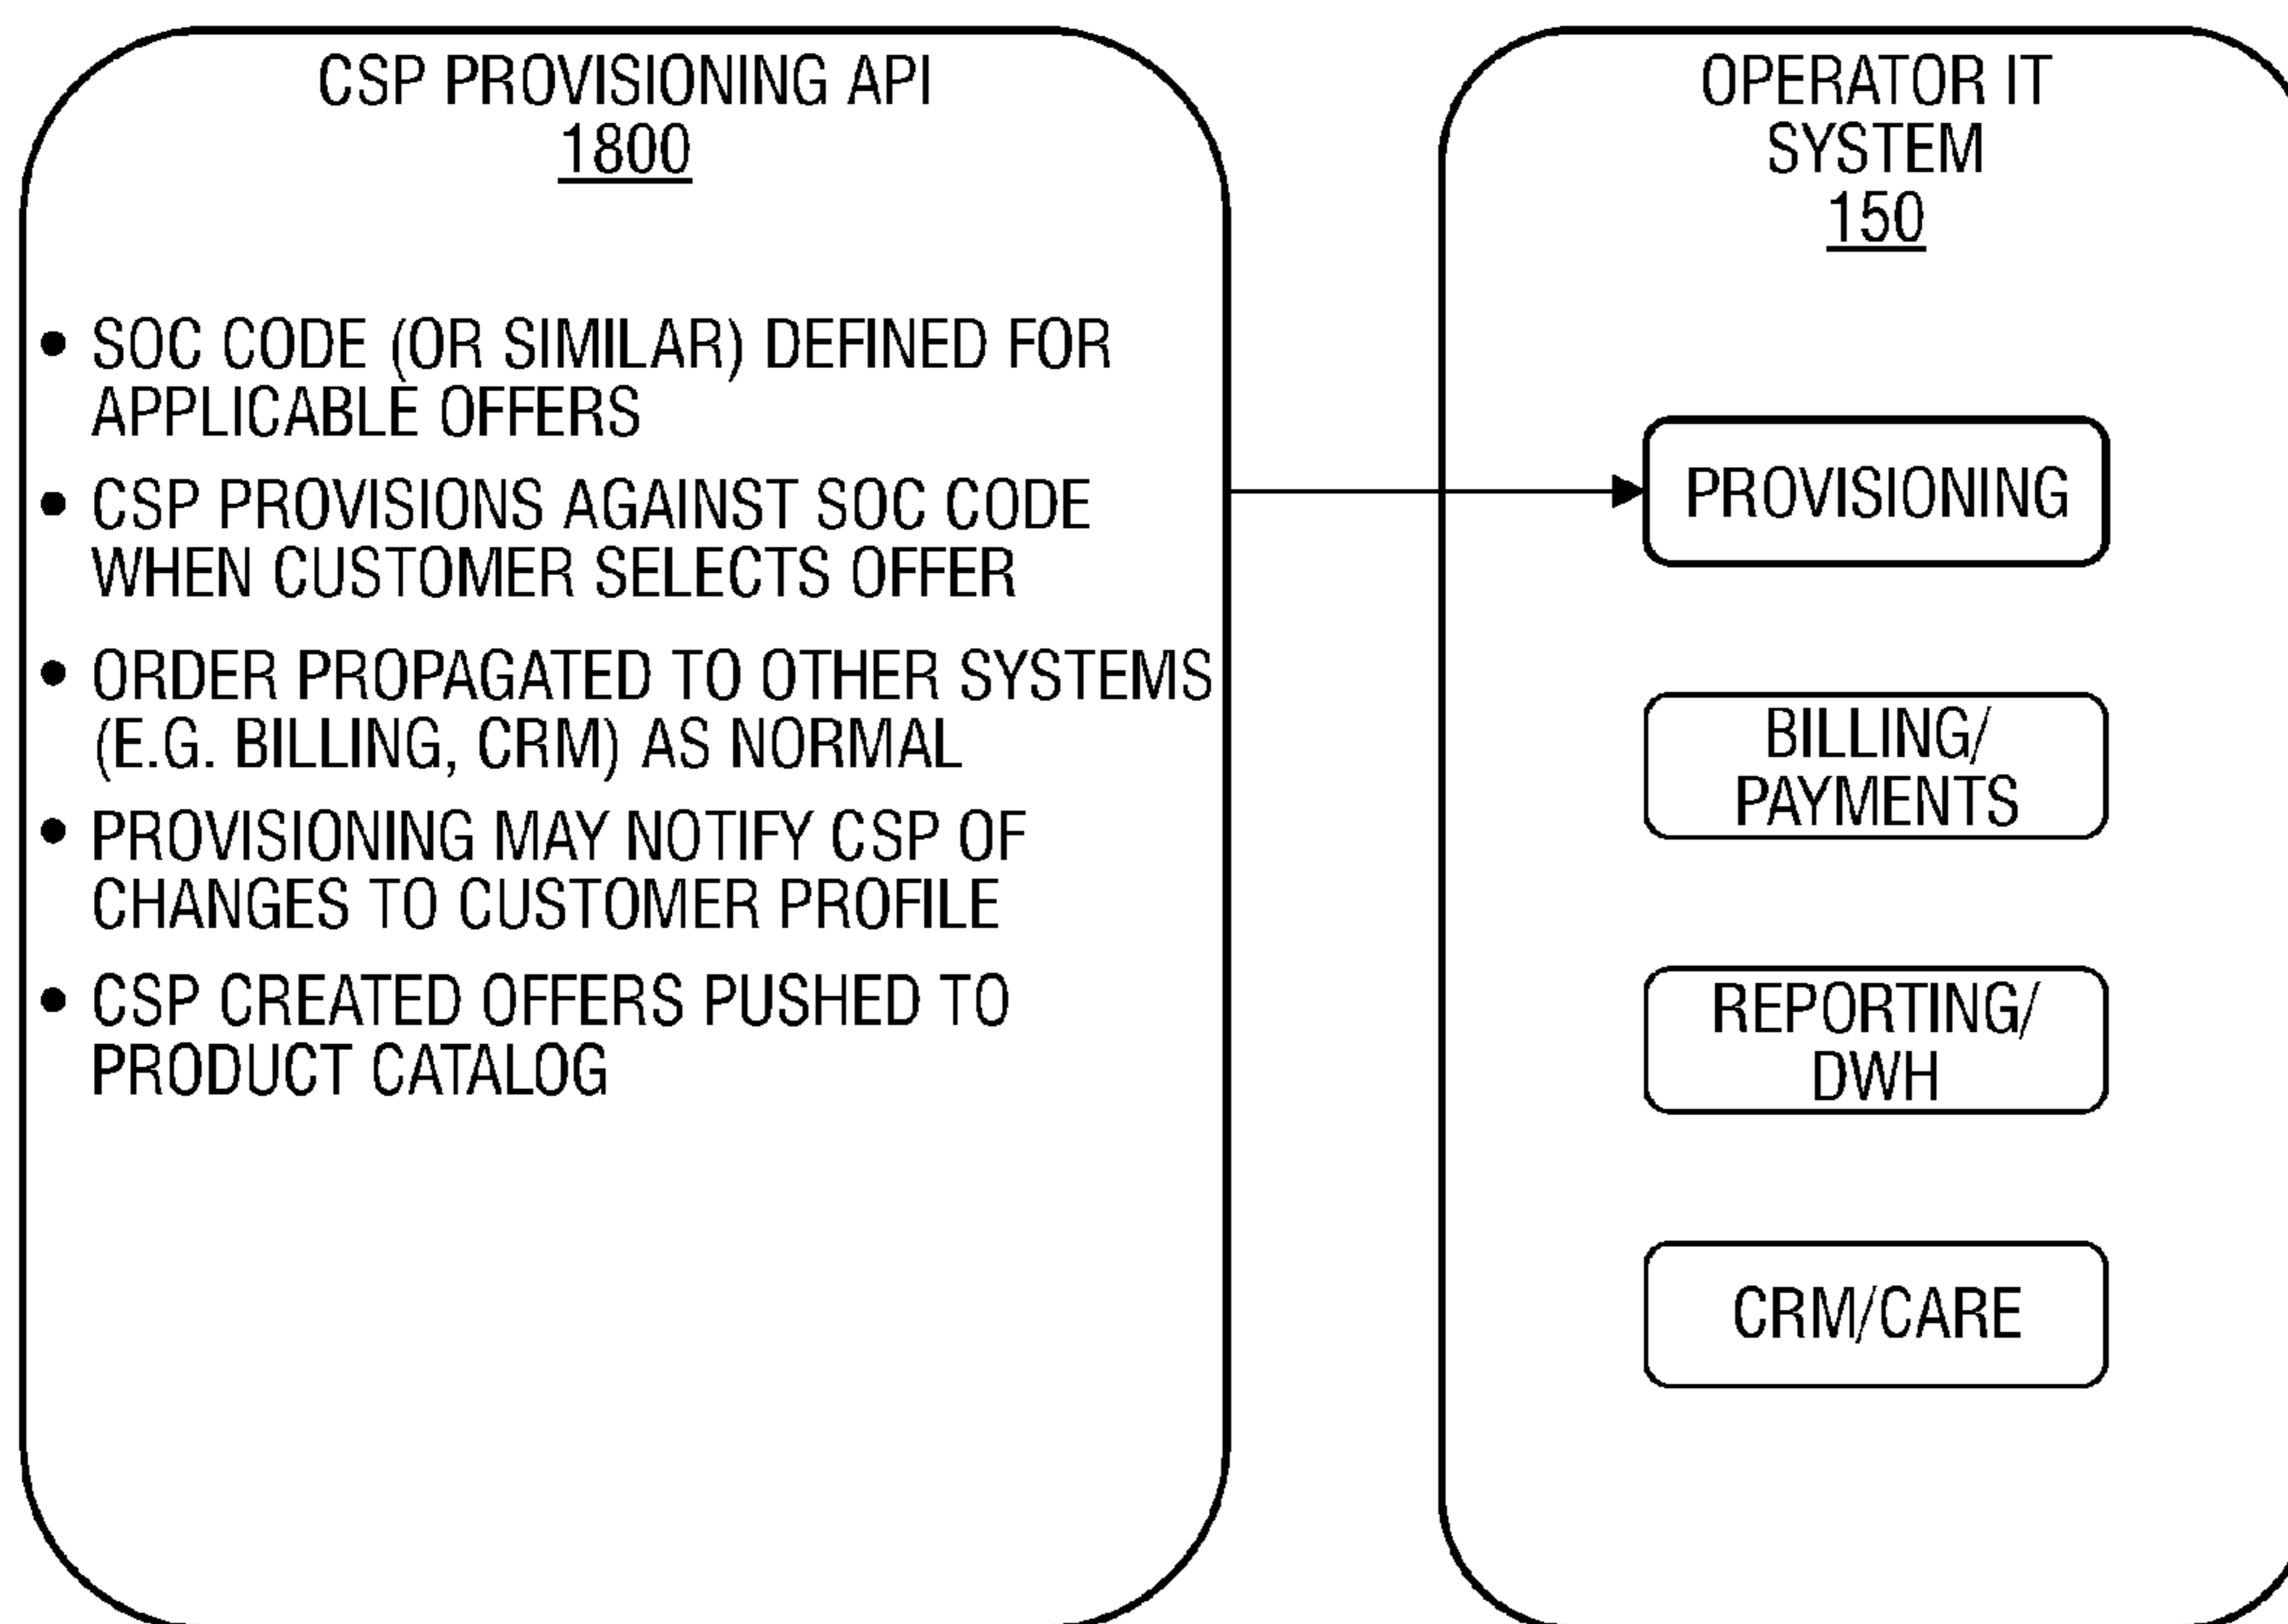 CSP PROVISIONING API
1800
• SOC CODE (OR SIMILAR) DEFINED FOR
APPLICABLE OFFERS
• CSP PROVISIONS AGAINST SOC CODE
WHEN CUSTOMER SELECTS OFFER
• ORDER PROPAGATED TO OTHER SYSTEMS
(E.G. BILLING, CRM) AS NORMAL
• PROVISIONING MAY NOTIFY CSP OF
CHANGES TO CUSTOMER PROFILE
• CSP CREATED OFFERS PUSHED TO
PRODUCT CATALOG
OPERATOR IT
SYSTEM
150
PROVISIONING
BILLING/
PAYMENTS
REPORTING/
DWH
CRM/CARE